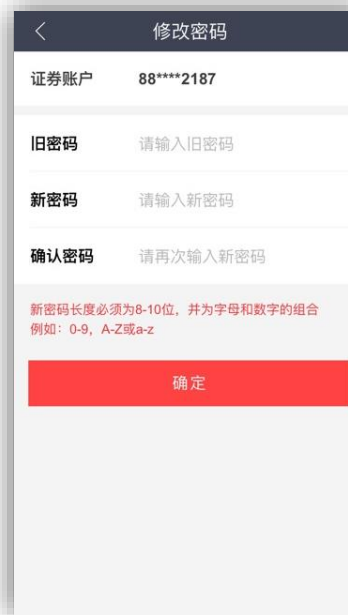 修改密码
证券账户 88****2187
旧密码 请输入旧密码
新密码 请输入新密码
确认密码 请再次输入新密码
新密码长度必须为8-10位，并为字母和数字的组合
例如：0-9，A-Z或a-z
确定